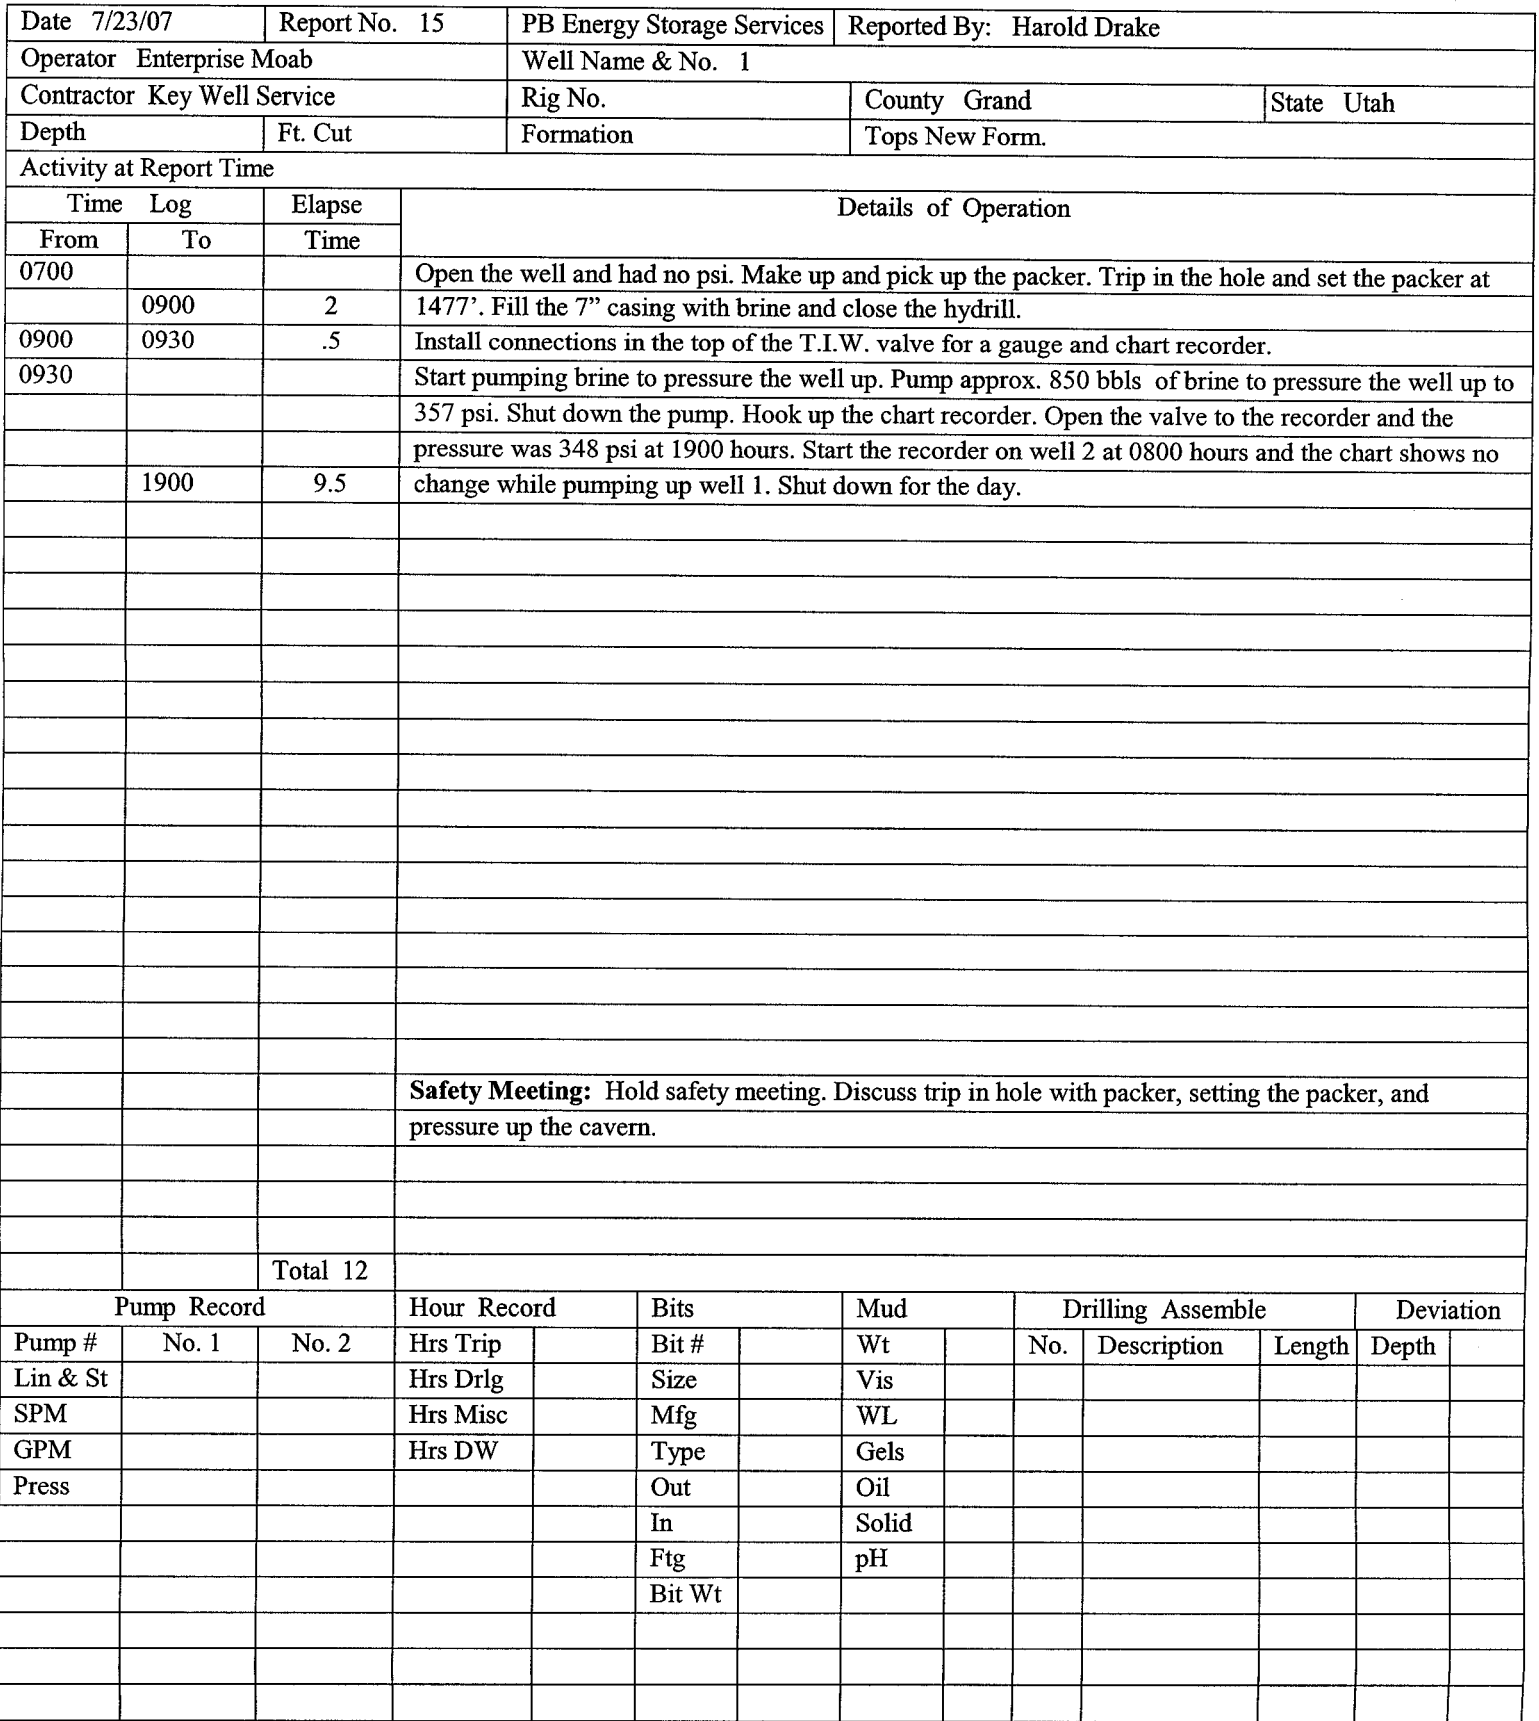 Date 7/23/07 Report No. 15 PB Energy Storage Services Reported By: Harold Drake
Operator Enterprise Moab Well Name & No. 1
Contractor Key Well Service Rig No. County Grand State Utah
Depth Ft. Cut Formation Tops New Form.
Activity at Report Time
Time Log Elapse Details of Operation
From To Time
0700 Open the well and had no psi. Make up and pick up the packer. Trip in the hole and set the packer at
0900 2 1477’. Fill the 7” casing with brine and close the hydrill.
0900 0930 .5 Install connections in the top of the T.I.W. valve for a gauge and chart recorder.
0930 Start pumping brine to pressure the well up. Pump approx. 850 bbls of brine to pressure the well up to
357 psi. Shut down the pump. Hook up the chart recorder. Open the valve to the recorder and the
pressure was 348 psi at 1900 hours. Start the recorder on well 2 at 0800 hours and the chart shows no
1900 9.5 change while pumping up well 1. Shut down for the day.
Safety Meeting: Hold safety meeting. Discuss trip in hole with packer, setting the packer, and
pressure up the cavern.
Total 12
Pump Record Hour Record Bits Mud Drilling Assemble Deviation
Pump # No. 1 No. 2 Hrs Trip Bit # Wt No. Description Length Depth
Lin & St Hrs Drlg Size Vis
SPM Hrs Misc Mfg WL
GPM Hrs DW Type Gels
Press Out Oil
In Solid
Ftg pH
Bit Wt